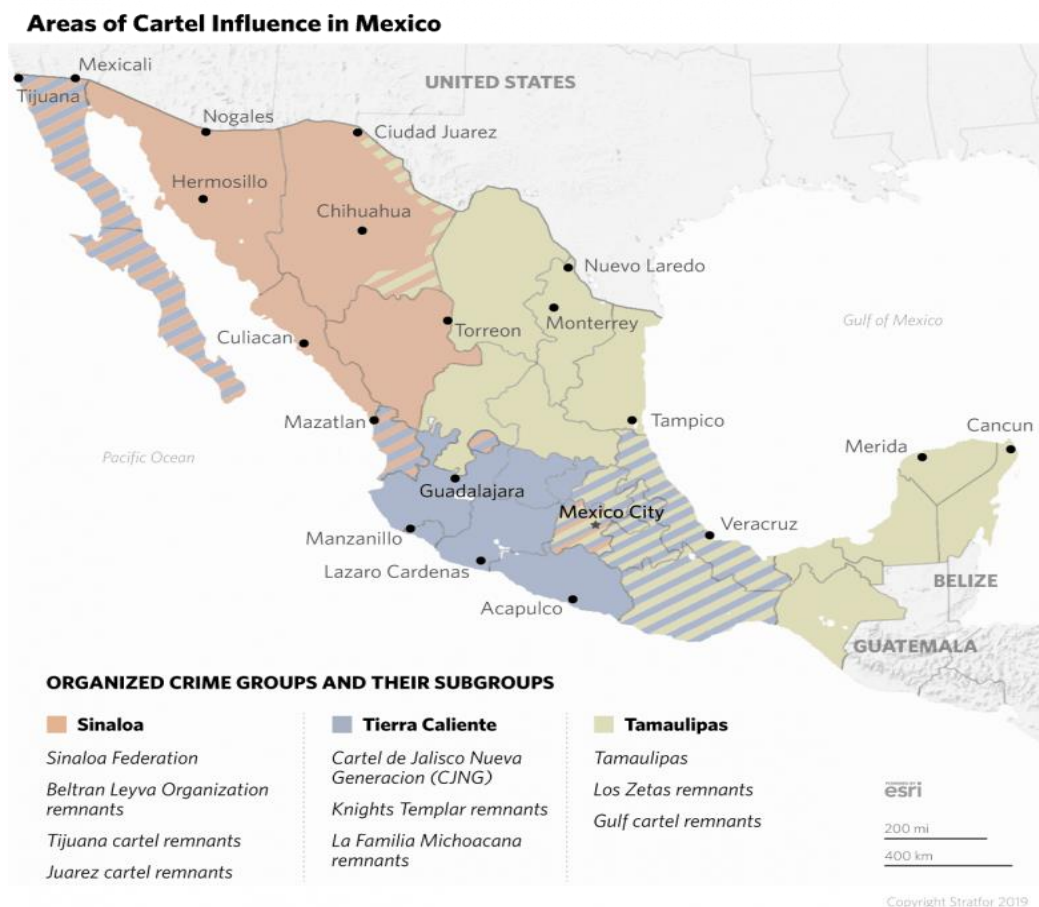 Areas of Cartel Influence in Mexico
Mexicali
Tijuana
UNITED STATES
Nogales
Ciudad Juarez
Hermosillo
Chihuahua
Nuevo Laredo
Monterrey
Torreon
Culiacan
Gulf of Mexico
Mazatlan
Tampico
Cancun
Merida
Pacific Ocean
Guadalajara
Mexico City
Veracruz
Manzanillo
Lazaro Cardenas
Acapulco
BELIZE
GUATEMALA
ORGANIZED CRIME GROUPS AND THEIR SUBGROUPS
Sinaloa
Sinaloa Federation
Beltran Leyva Organization
remnants
Tijuana cartel remnants
Juarez cartel remnants
Tierra Caliente
Cartel de Jalisco Nueva
Generacion (CJNG)
Knights Templar remnants
La Familia Michoacana
remnants
Tamaulipas
Tamaulipas
Los Zetas remnants
Gulf cartel remnants
POWERED BY
esri
200 mi
400 km
Copyright Stratfor 2019